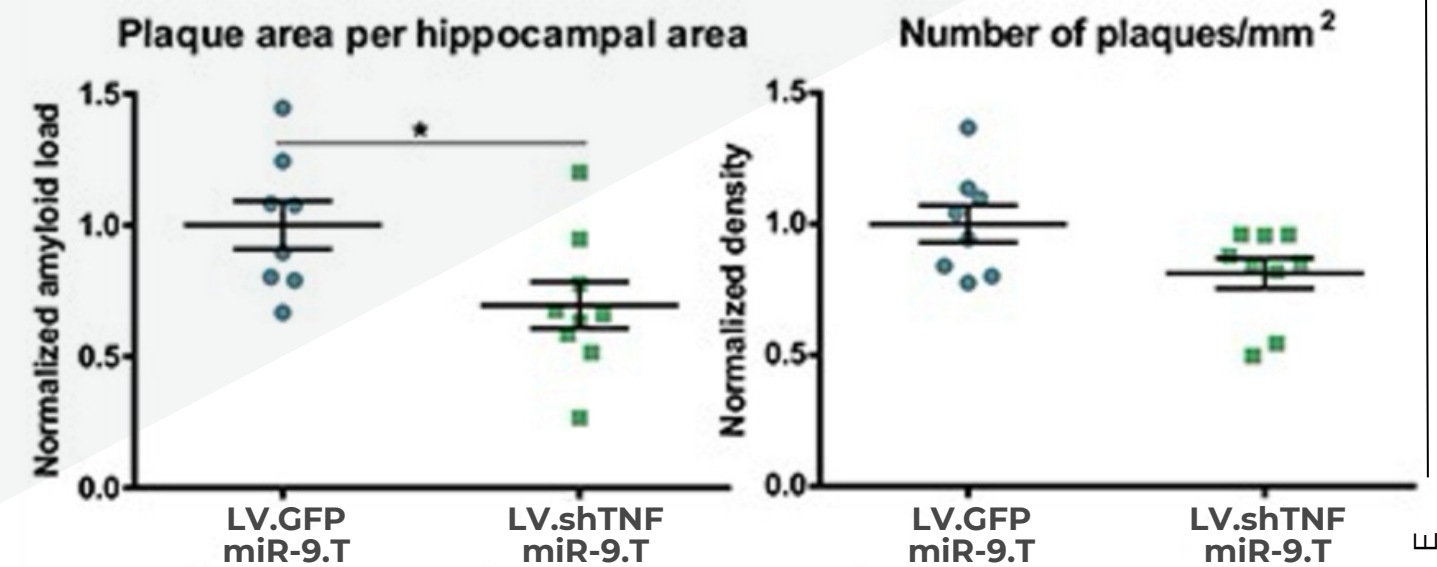 Plaque area per hippocampal area
Normalized amyloid load
1.5
1.0
0.5
0.0
*
LV.GFP
miR-9.T
LV.shTNF
miR-9.T
Number of plaques/mm²
Normalized density
1.5
1.0
0.5
0.0
LV.GFP
miR-9.T
LV.shTNF
miR-9.T
E